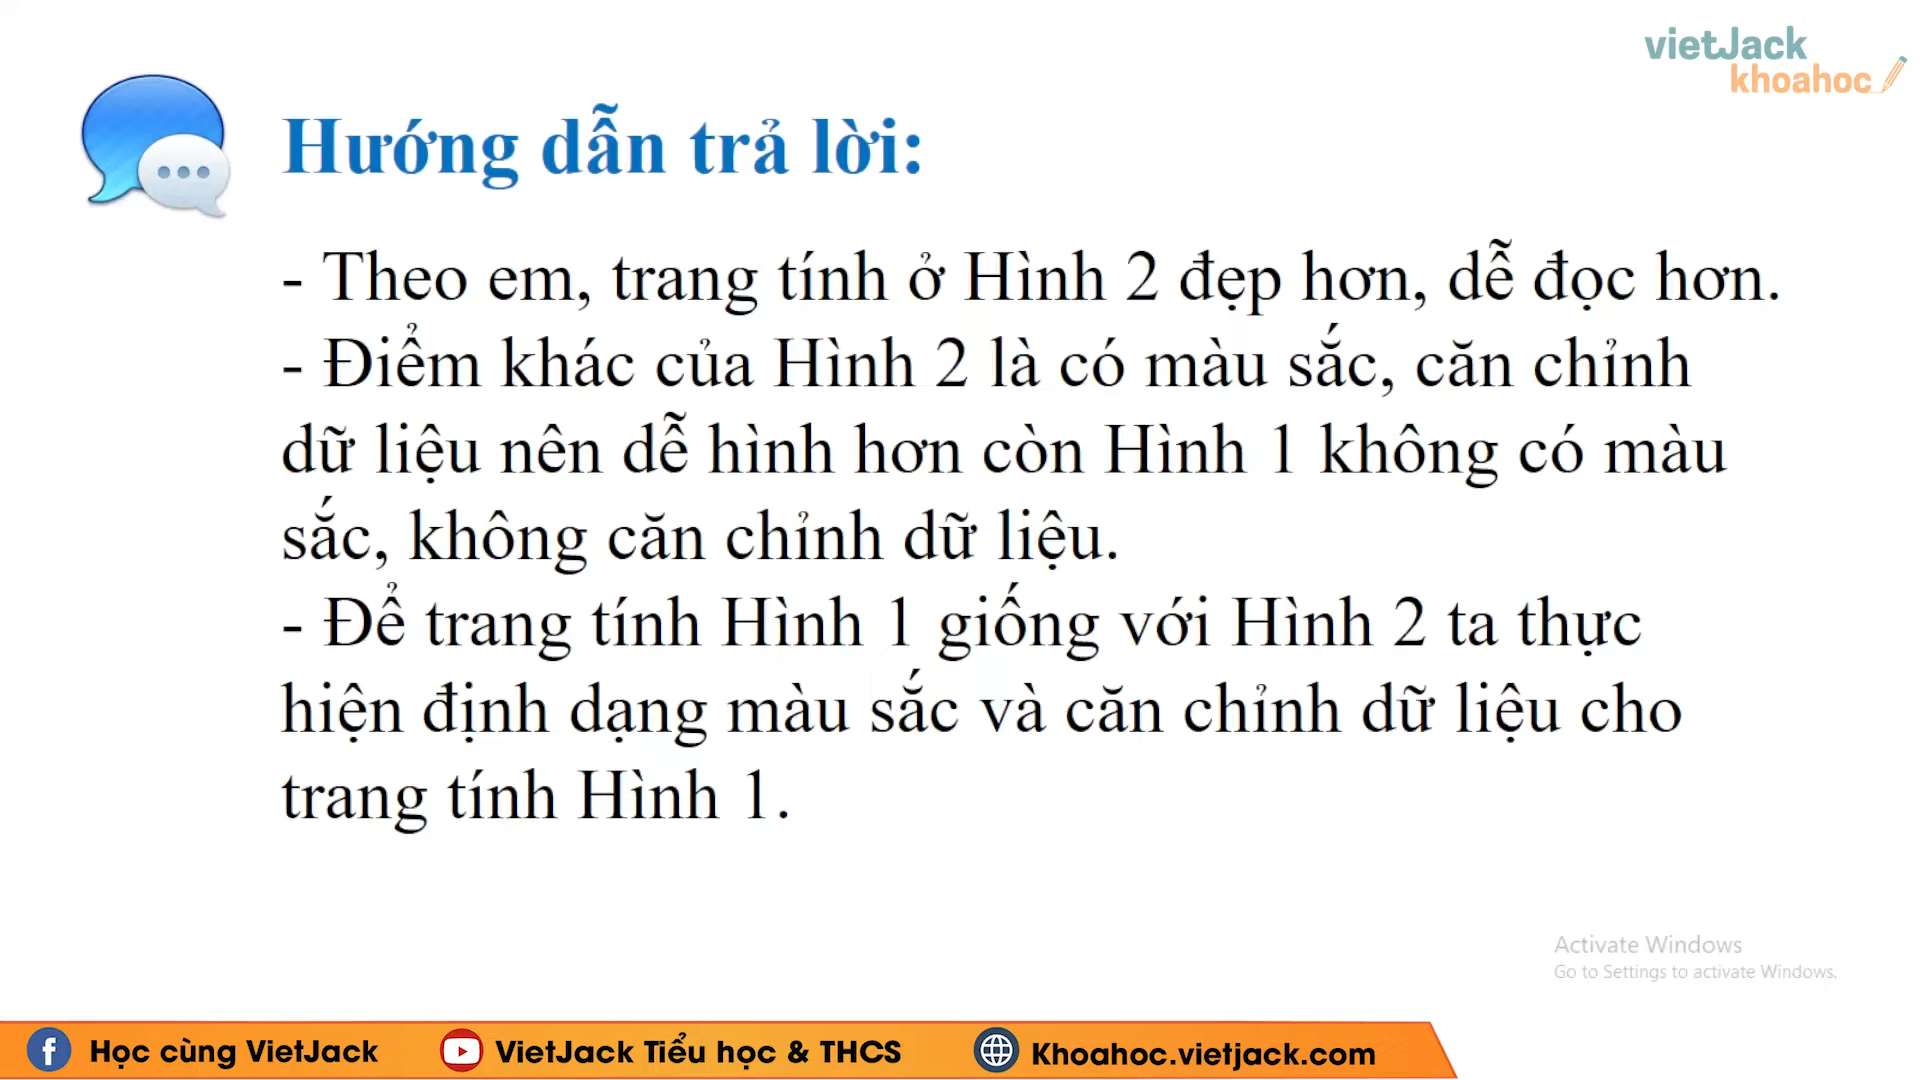 vietJack
khoahoc
Hướng dẫn trả lời:
- Theo em, trang tính ở Hình 2 đẹp hơn, dễ đọc hơn.
- Điểm khác của Hình 2 là có màu sắc, căn chỉnh
dữ liệu nên dễ hình hơn còn Hình 1 không có màu
sắc, không căn chỉnh dữ liệu.
- Để trang tính Hình 1 giống với Hình 2 ta thực
hiện định dạng màu sắc và căn chỉnh dữ liệu cho
trang tính Hình 1.
Activate Windows
Go to Settings to activate Windows.
Học cùng VietJack
VietJack Tiểu học & THCS
Khoahoc.vietjack.com